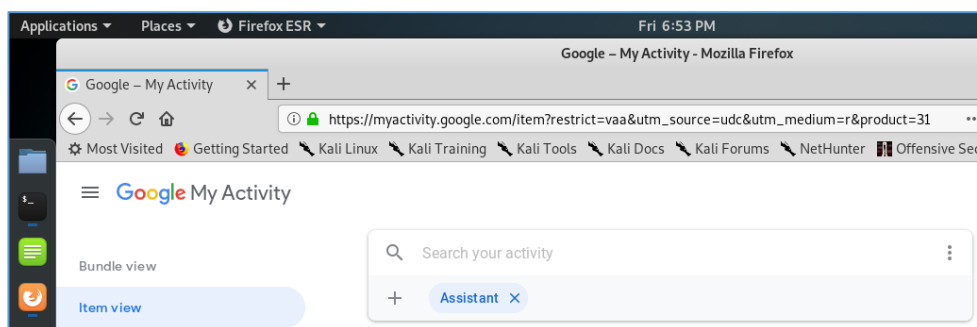 Applications Places Firefox ESR Fri 6:53 PM
Google – My Activity - Mozilla Firefox
Google – My Activity
https://myactivity.google.com/item?restrict=vaa&utm_source=udc&utm_medium=r&product=31
Most Visited Getting Started Kali Linux Kali Training Kali Tools Kali Docs Kali Forums NetHunter Offensive Sec
$_
Google My Activity
Search your activity
Bundle view
Assistant
Item view